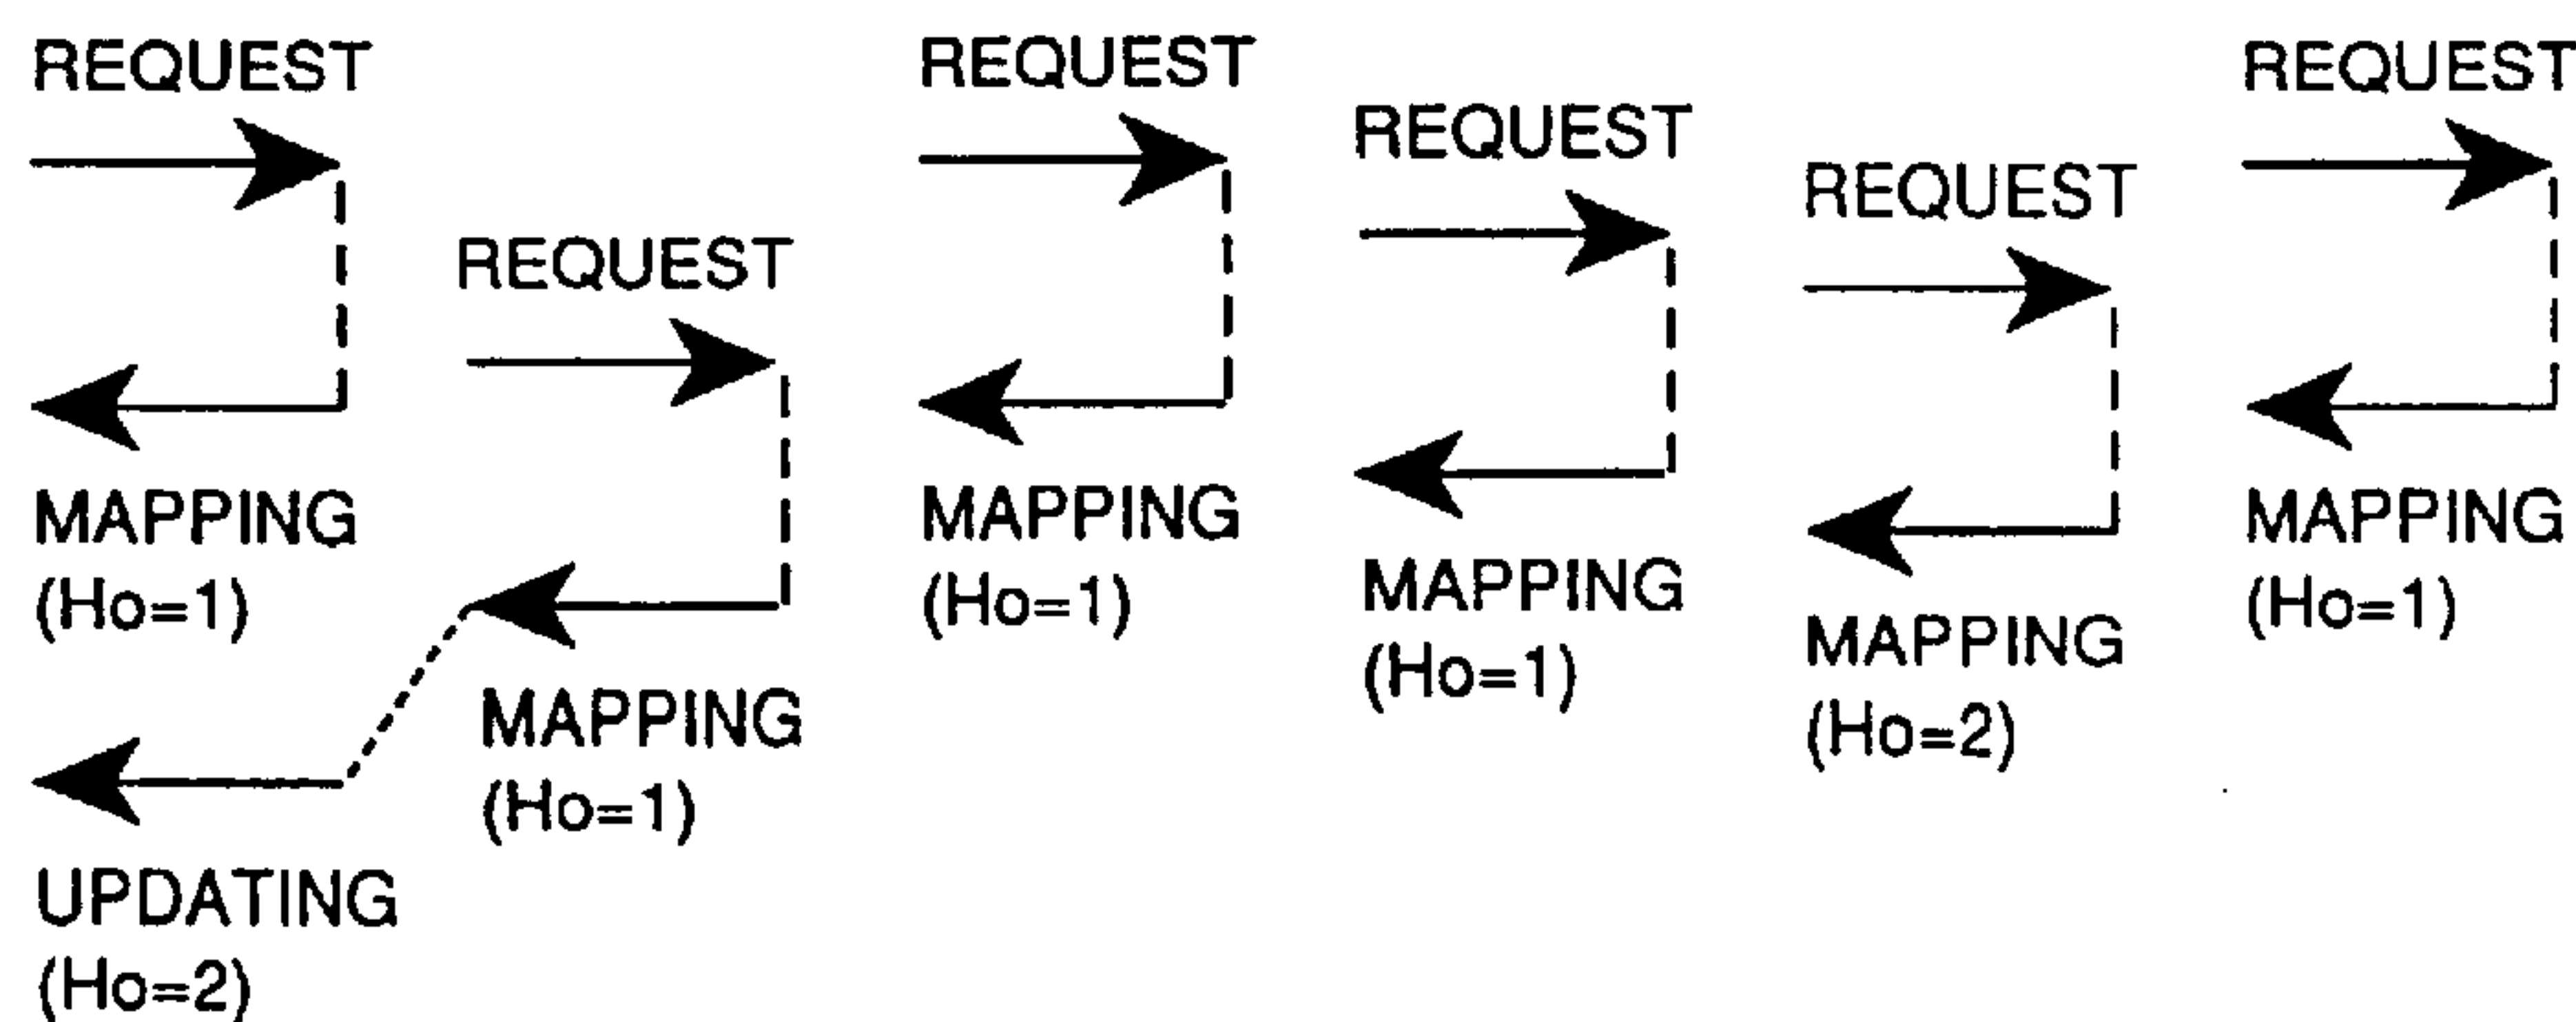 REQUEST
MAPPING
(Ho=1)
UPDATING
(Ho=2)
REQUEST
MAPPING
(Ho=1)
REQUEST
MAPPING
(Ho=1)
REQUEST
MAPPING
(Ho=1)
REQUEST
MAPPING
(Ho=2)
REQUEST
MAPPING
(Ho=1)